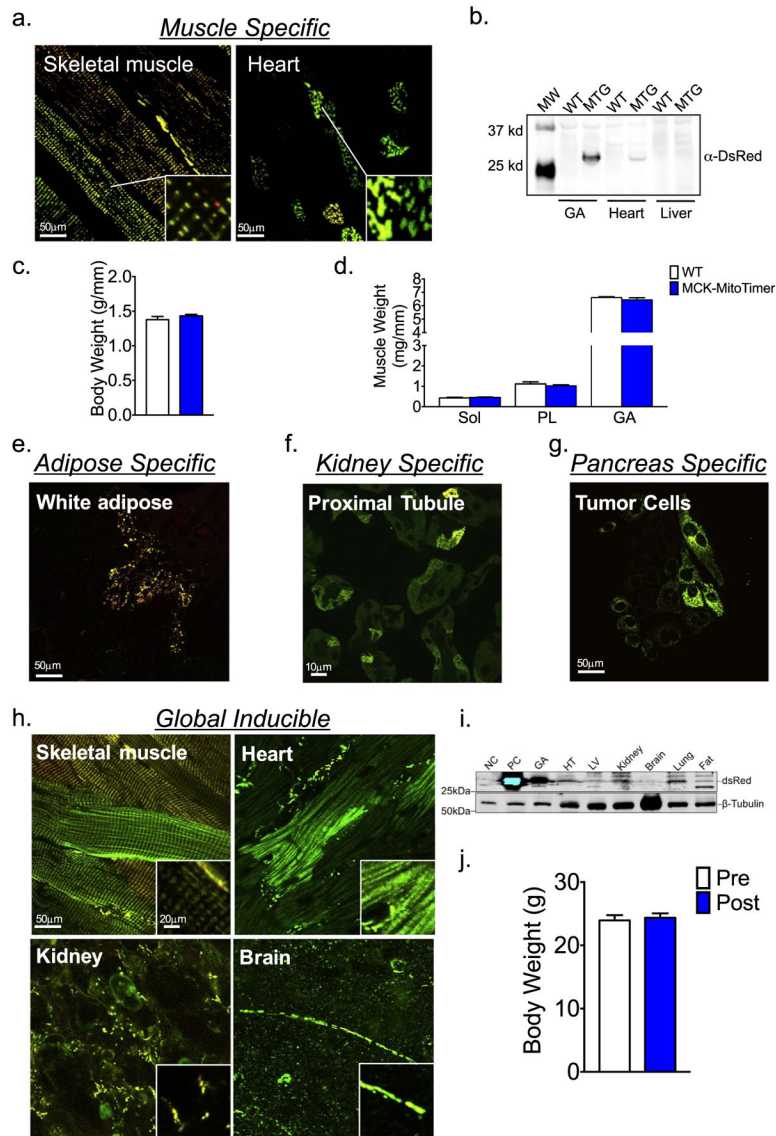 a.
Muscle Specific
Skeletal muscle
Heart
50μm
50μm
b.
MW
WT
MTG
WT
MTG
WT
MTG
37 kd
25 kd
α-DsRed
GA
Heart
Liver
c.
Body Weight (g/mm)
2.0
1.5
1.0
0.5
0.0
d.
Muscle Weight
(mg/mm)
8
7
6
5
4
2
1
0
Sol
PL
GA
WT
MCK-MitoTimer
e.
Adipose Specific
White adipose
50μm
f.
Kidney Specific
Proximal Tubule
10μm
g.
Pancreas Specific
Tumor Cells
50μm
h.
Global Inducible
Skeletal muscle
Heart
50μm
20μm
Kidney
Brain
i.
NC
PC
GA
HT
LV
Kidney
Brain
Lung
Fat
dsRed
25kDa
β-Tubulin
50kDa
j.
Body Weight (g)
30
20
10
0
Pre
Post